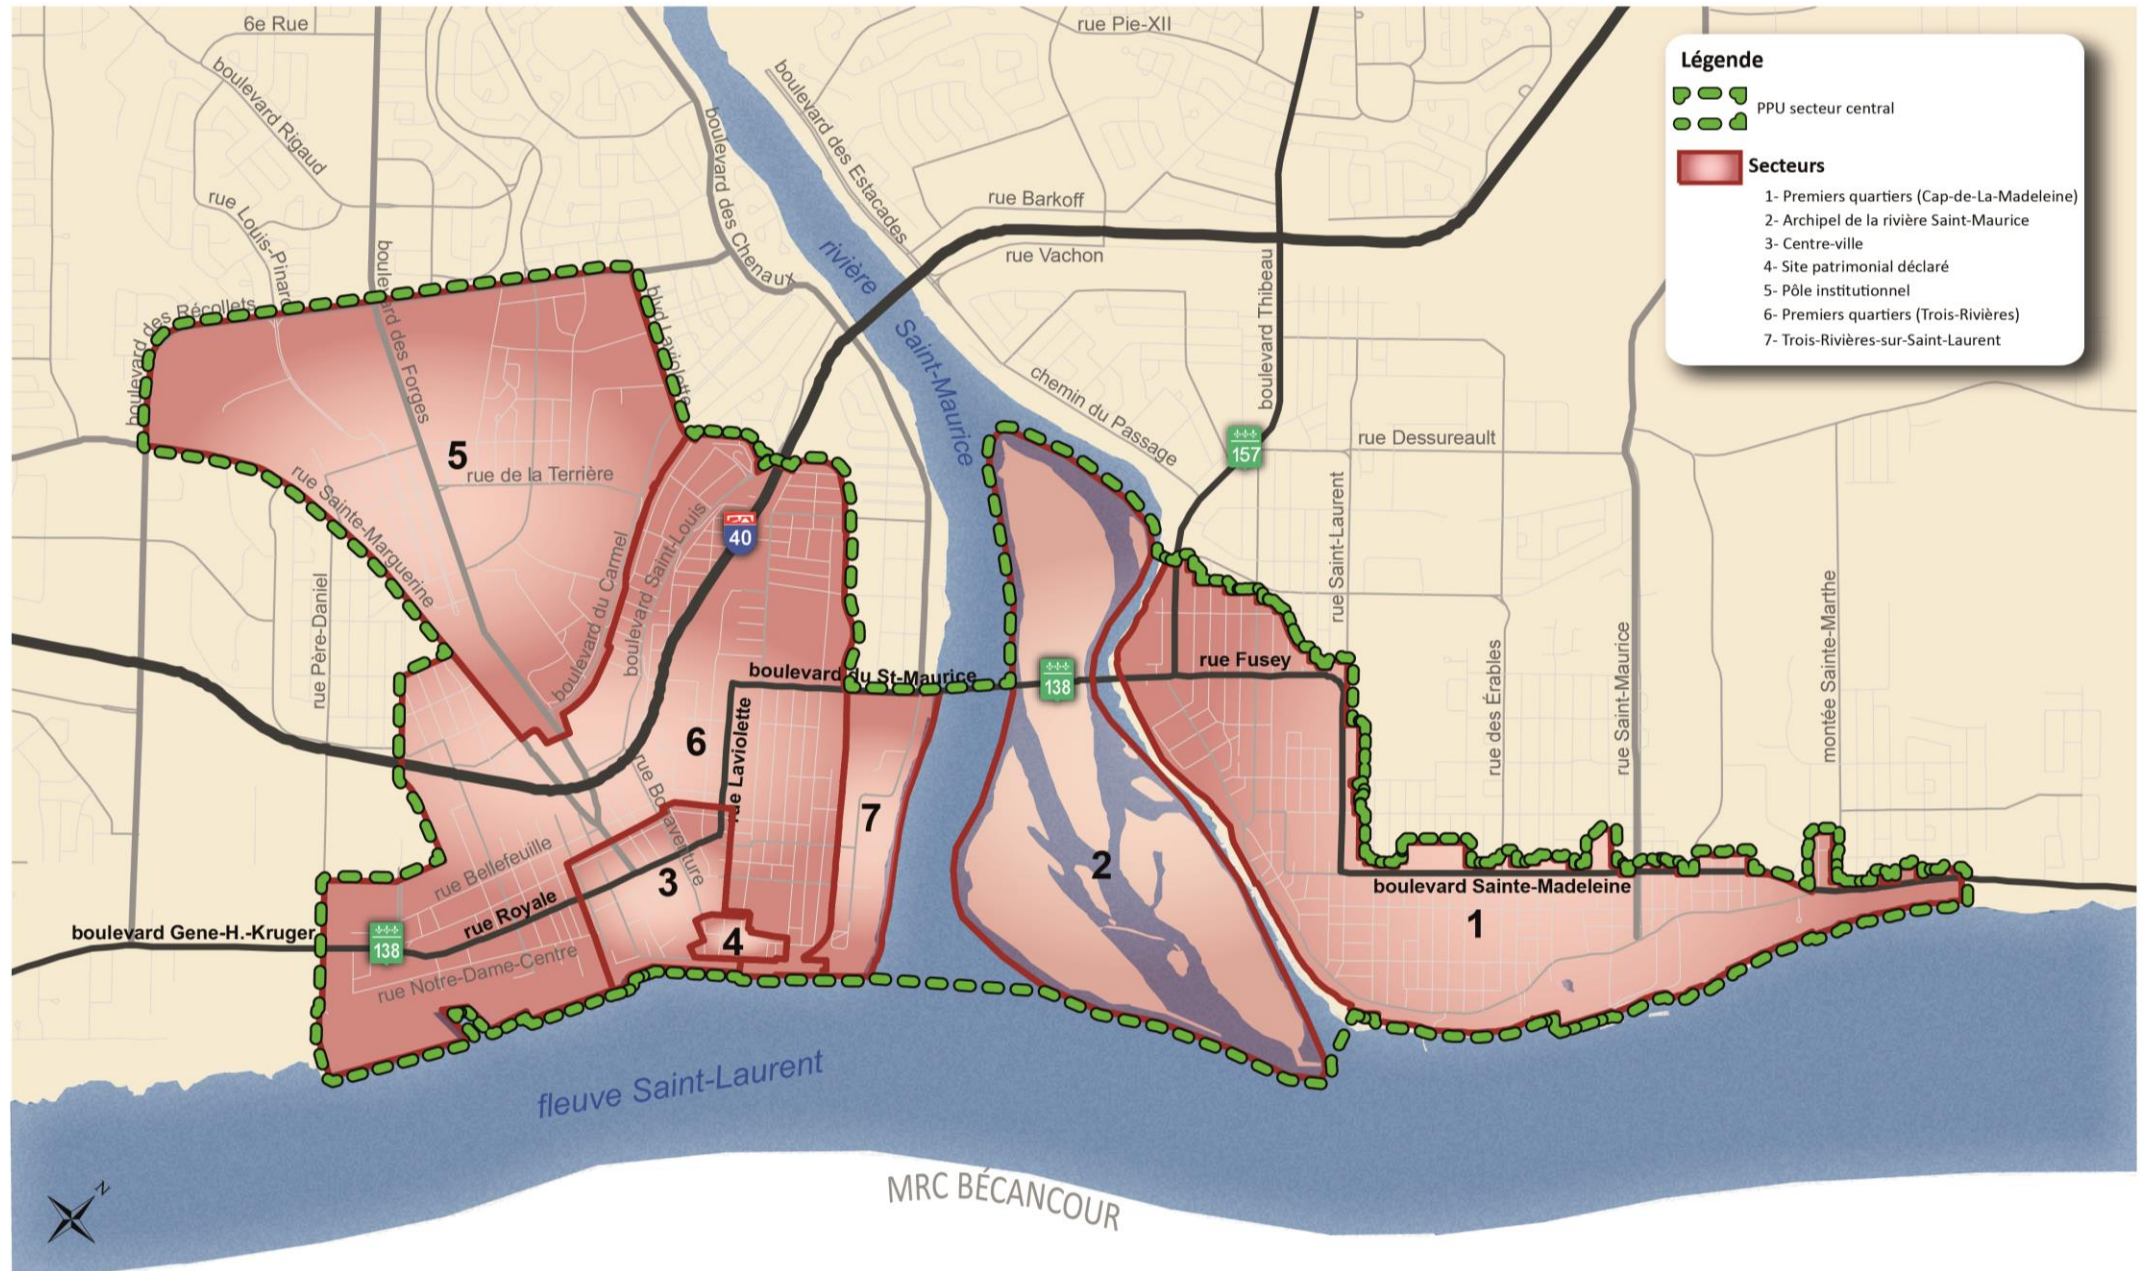 6e Rue
rue Pie-XII
boulevard Rigaud
boulevard des Estacades
boulevard des Chenaux
rue Louis-Pinard
rue Barkoff
rue Vachon
rivière
Saint-Maurice
boulevard Thibeau
boulevard des Récollets
boulevard des Forges
blvd Laviolette
chemin du Passage
157
rue Dessureault
5
rue de la Terrière
rue Sainte-Marguerine
40
boulevard du Carmel
boulevard Saint-Louis
rue Père-Daniel
rue Saint-Laurent
rue des Érables
rue Saint-Maurice
montée Sainte-Marthe
boulevard du St-Maurice
138
rue Fusey
6
rue Laviolette
rue Bonaventure
7
2
rue Bellefeuille
3
rue Royale
boulevard Sainte-Madeleine
1
boulevard Gene-H.-Kruger
138
4
rue Notre-Dame-Centre
fleuve Saint-Laurent
MRC BÉCANCOUR
N
Légende
PPU secteur central
Secteurs
1- Premiers quartiers (Cap-de-La-Madeleine)
2- Archipel de la rivière Saint-Maurice
3- Centre-ville
4- Site patrimonial déclaré
5- Pôle institutionnel
6- Premiers quartiers (Trois-Rivières)
7- Trois-Rivières-sur-Saint-Laurent